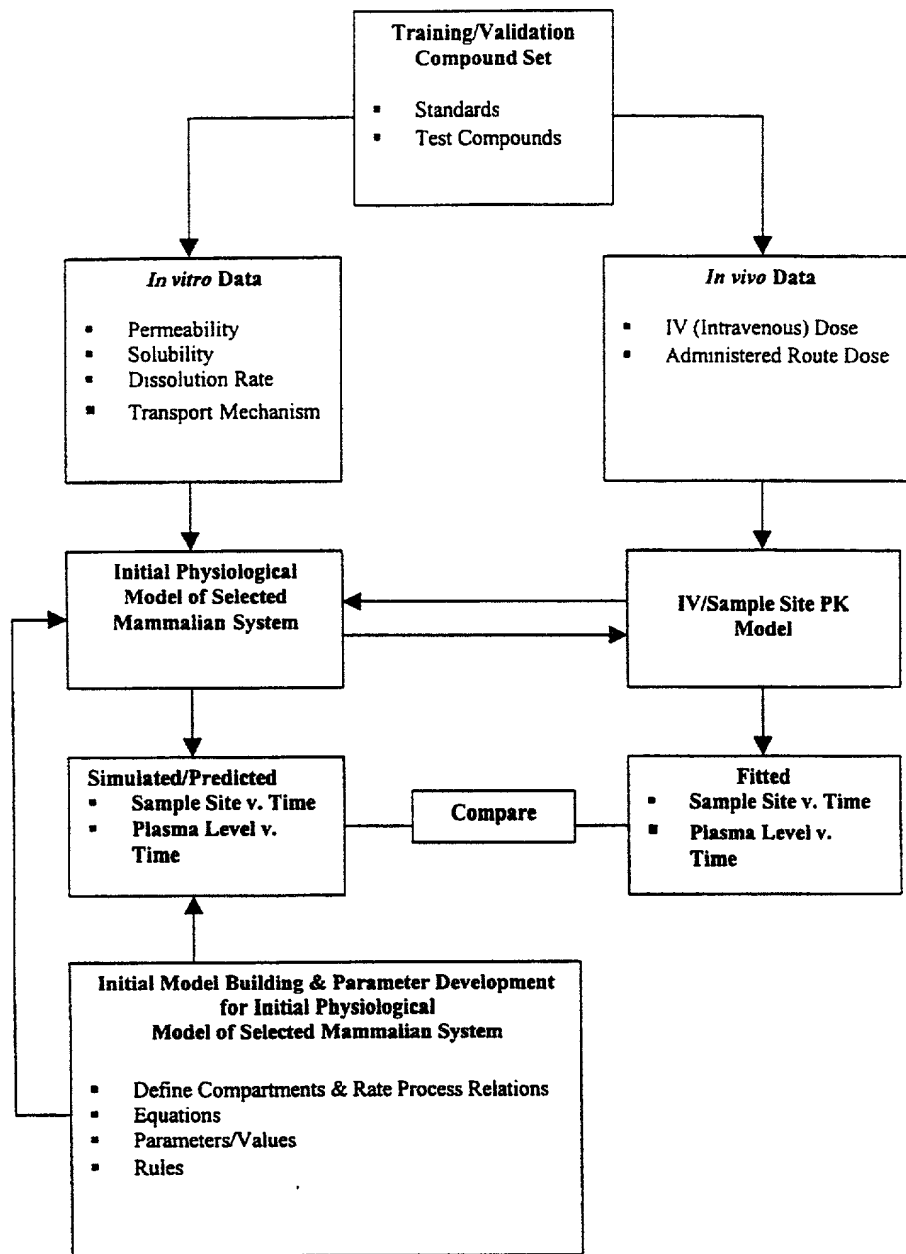 Training/Validation
Compound Set
▪ Standards
▪ Test Compounds
In vitro Data
▪ Permeability
▪ Solubility
▪ Dissolution Rate
▪ Transport Mechanism
In vivo Data
▪ IV (Intravenous) Dose
▪ Administered Route Dose
Initial Physiological
Model of Selected
Mammalian System
IV/Sample Site PK
Model
Simulated/Predicted
▪ Sample Site v. Time
▪ Plasma Level v.
Time
Compare
Fitted
▪ Sample Site v. Time
▪ Plasma Level v.
Time
Initial Model Building & Parameter Development
for Initial Physiological
Model of Selected Mammalian System
▪ Define Compartments & Rate Process Relations
▪ Equations
▪ Parameters/Values
▪ Rules